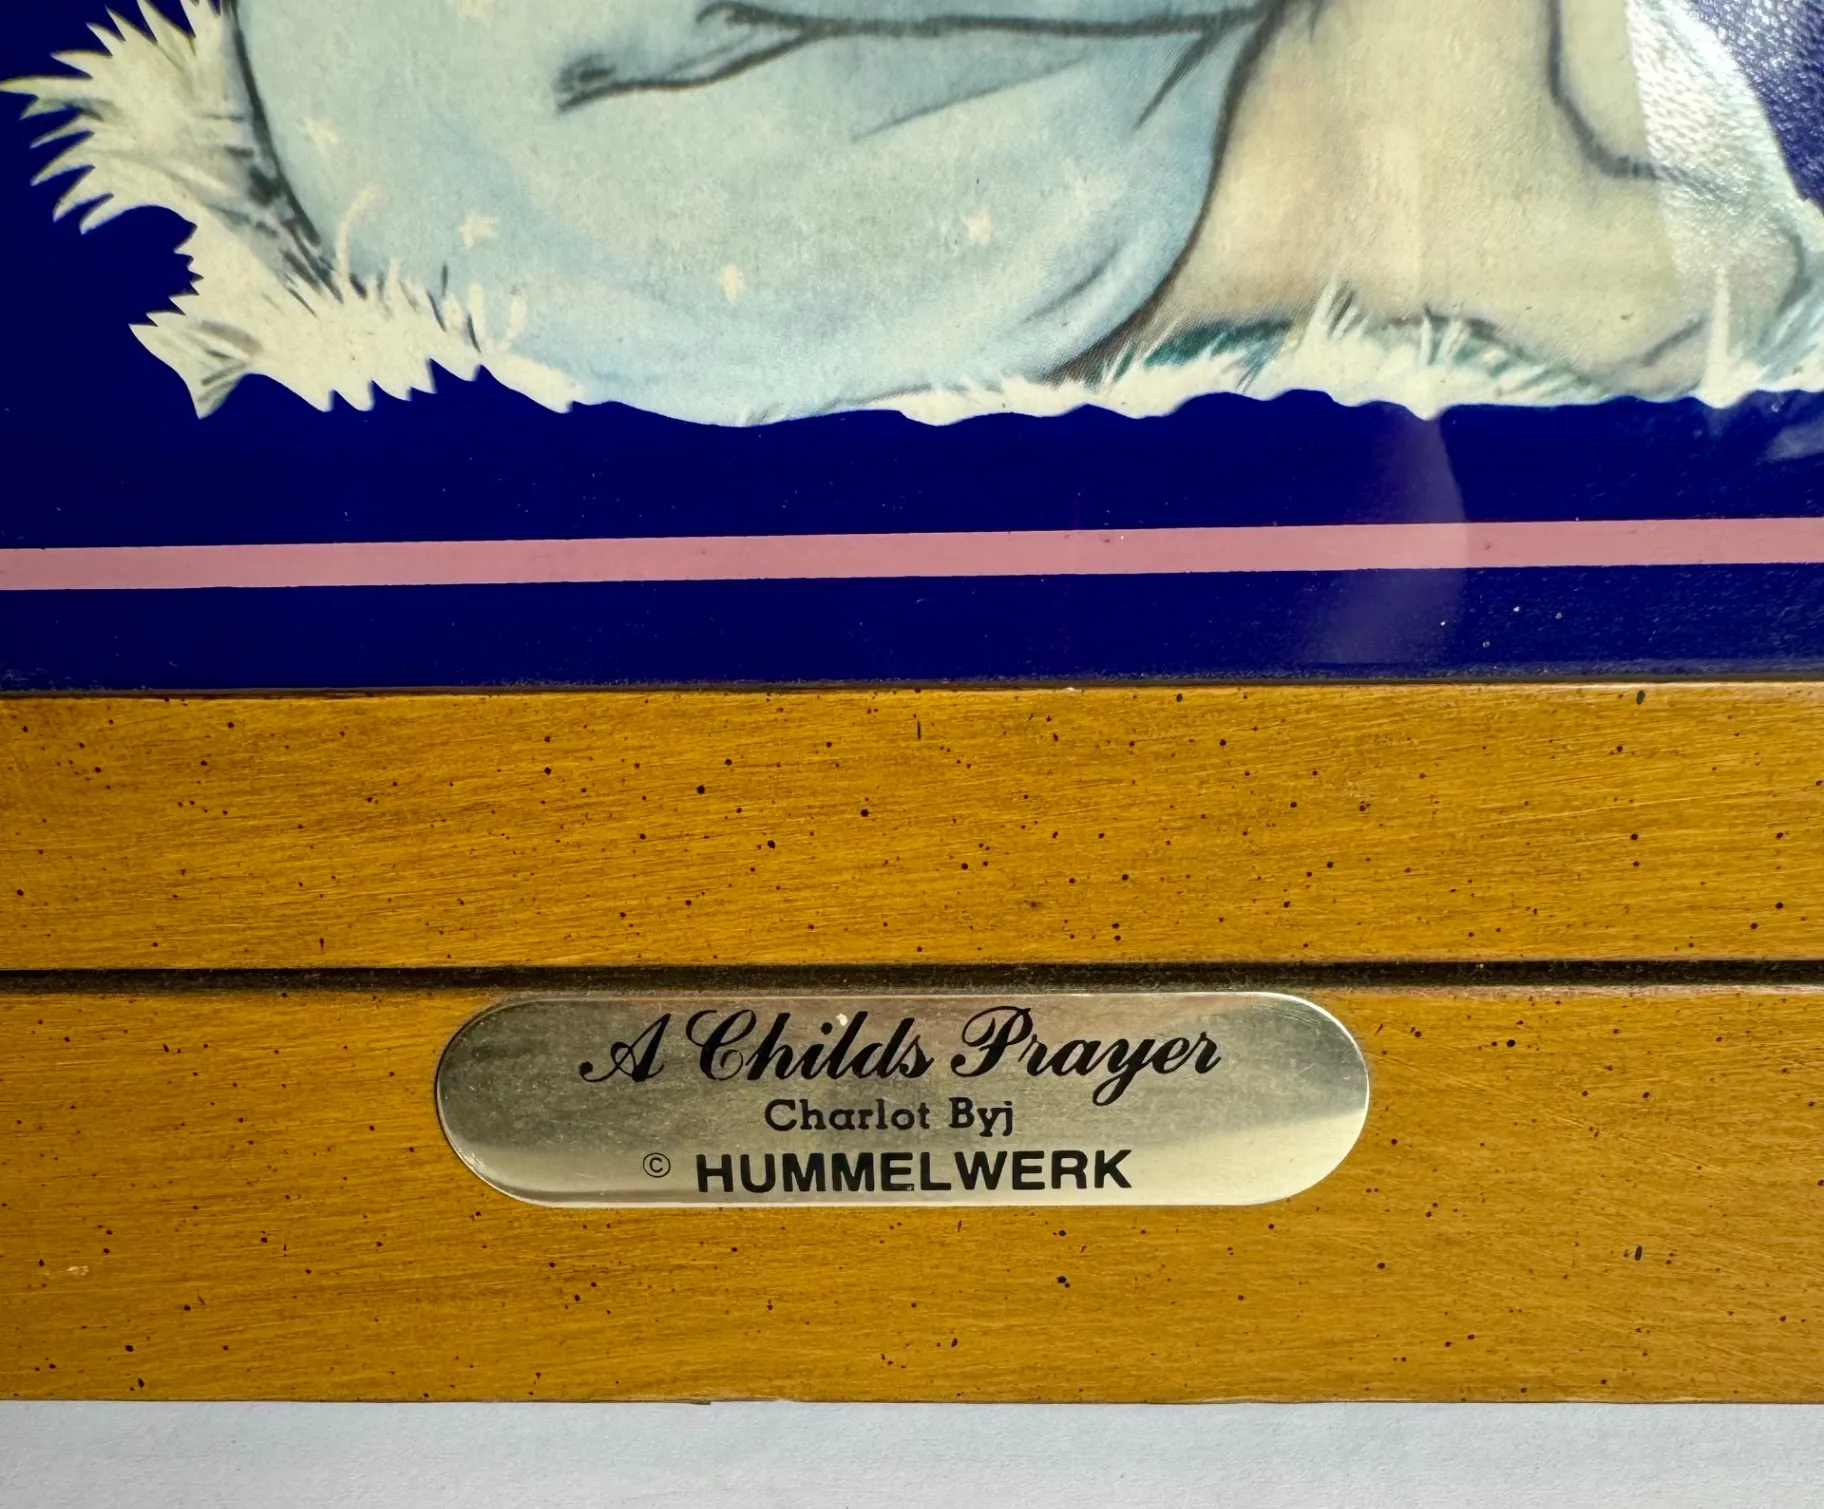 A Childs Prayer
Charlot Byj
© HUMMELWERK